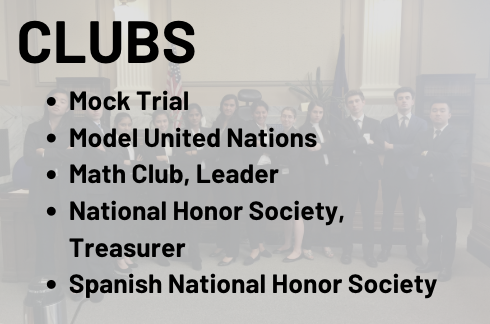 CLUBS
• Mock Trial
• Model United Nations
• Math Club, Leader
• National Honor Society,
Treasurer
• Spanish National Honor Society